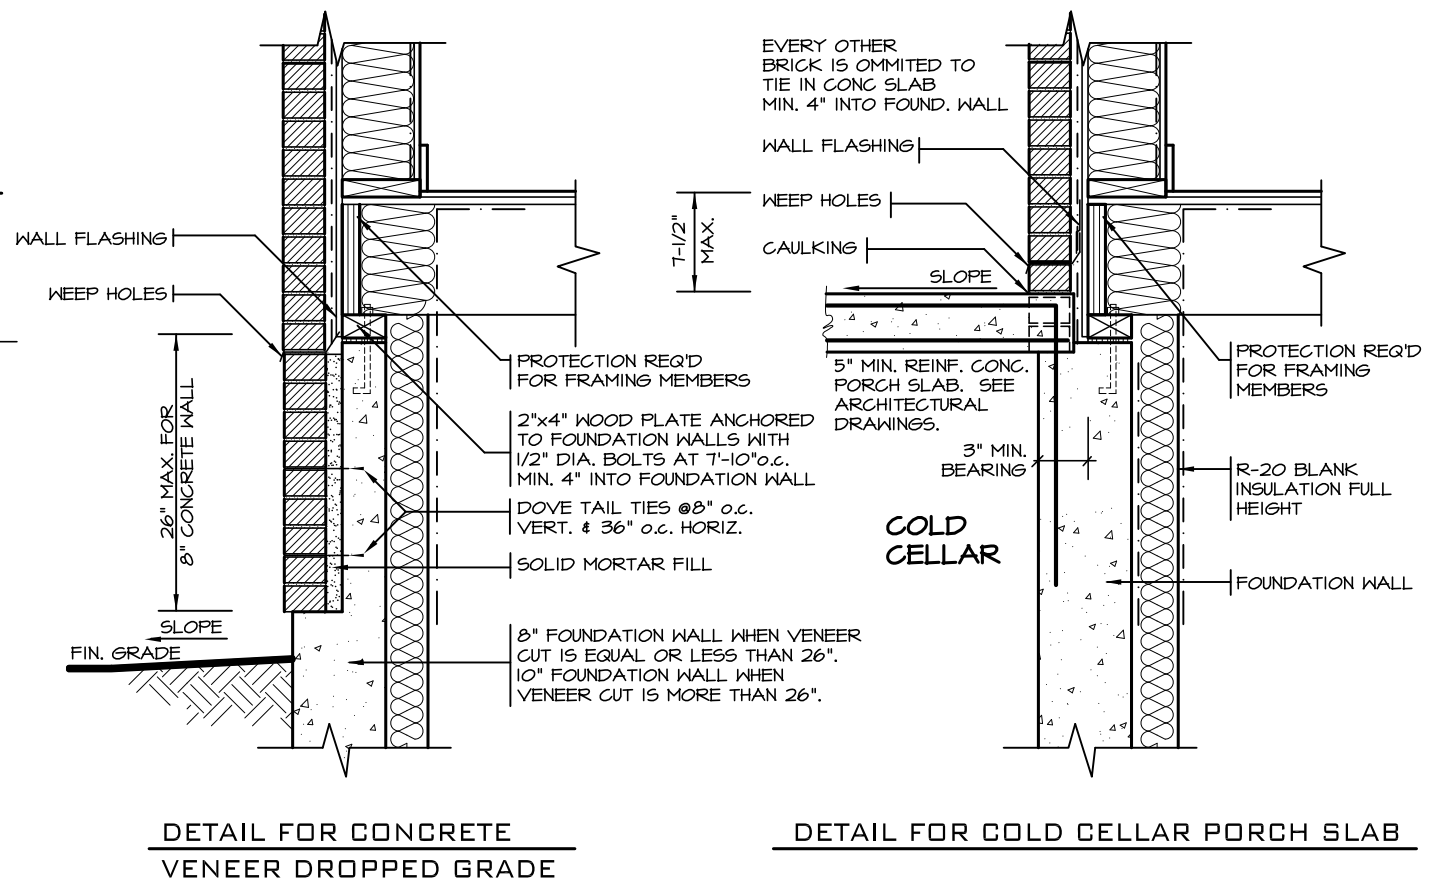 WALL FLASHING
WEEP HOLES
26" MAX. FOR
8" CONCRETE WALL
SLOPE
FIN. GRADE
PROTECTION REQ'D
FOR FRAMING MEMBERS
2"x4" WOOD PLATE ANCHORED
TO FOUNDATION WALLS WITH
1/2" DIA. BOLTS AT 7'-10"o.c.
MIN. 4" INTO FOUNDATION WALL
DOVE TAIL TIES @8" o.c.
VERT. & 36" o.c. HORIZ.
SOLID MORTAR FILL
8" FOUNDATION WALL WHEN VENEER
CUT IS EQUAL OR LESS THAN 26".
10" FOUNDATION WALL WHEN
VENEER CUT IS MORE THAN 26".
DETAIL FOR CONCRETE
VENEER DROPPED GRADE
EVERY OTHER
BRICK IS OMMITED TO
TIE IN CONC SLAB
MIN. 4" INTO FOUND. WALL
WALL FLASHING
WEEP HOLES
CAULKING
7-1/2"
MAX.
SLOPE
5" MIN. REINF. CONC.
PORCH SLAB. SEE
ARCHITECTURAL
DRAWINGS.
3" MIN.
BEARING
COLD
CELLAR
PROTECTION REQ'D
FOR FRAMING
MEMBERS
R-20 BLANK
INSULATION FULL
HEIGHT
FOUNDATION WALL
DETAIL FOR COLD CELLAR PORCH SLAB